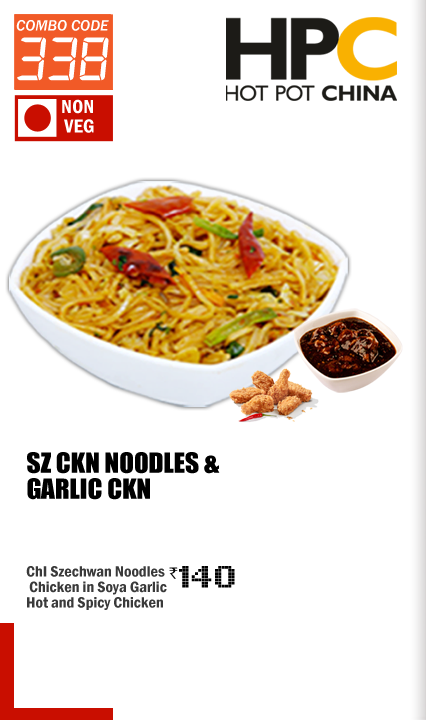 COMBO CODE
338
NON
VEG
HPC
HOT POT CHINA
SZ CKN NOODLES &
GARLIC CKN
ChI Szechwan Noodles ₹140
Chicken in Soya Garlic
Hot and Spicy Chicken